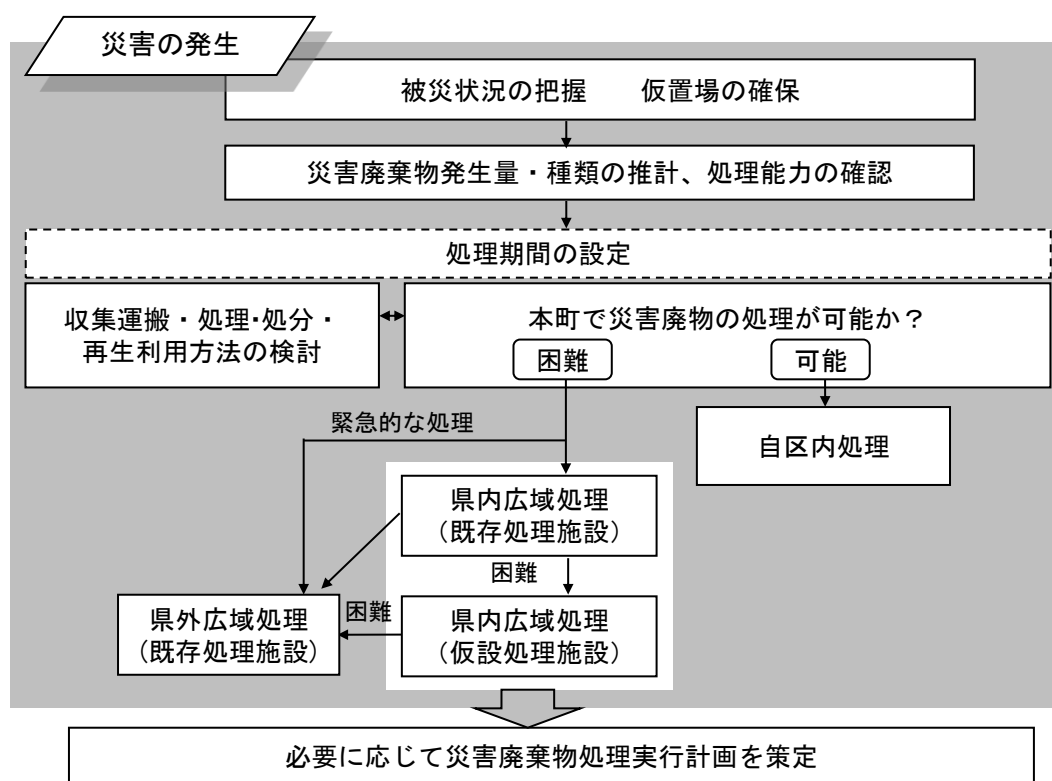 災害の発生
被災状況の把握　　仮置場の確保
災害廃棄物発生量・種類の推計、処理能力の確認
処理期間の設定
収集運搬・処理・処分・
再生利用方法の検討
本町で災害廃物の処理が可能か？
困難
可能
緊急的な処理
自区内処理
県内広域処理
（既存処理施設）
困難
県外広域処理
（既存処理施設）
困難
県内広域処理
（仮設処理施設）
必要に応じて災害廃棄物処理実行計画を策定